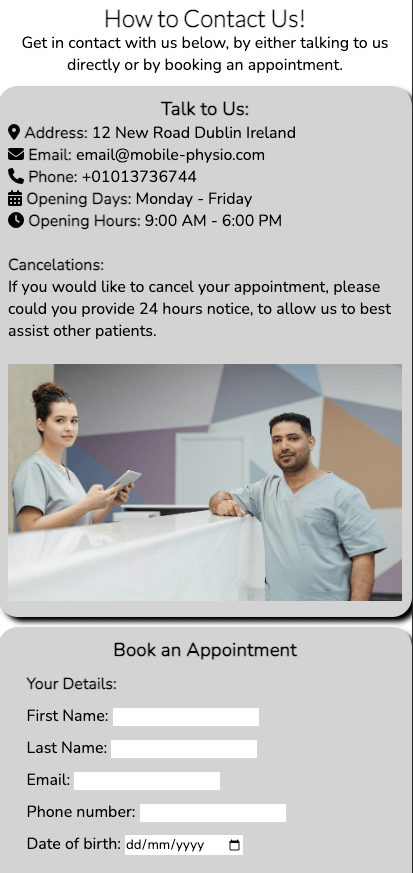 How to Contact Us!
Get in contact with us below, by either talking to us
directly or by booking an appointment.
Talk to Us:
Address: 12 New Road Dublin Ireland
Email: email@mobile-physio.com
Phone: +01013736744
Opening Days: Monday - Friday
Opening Hours: 9:00 AM - 6:00 PM
Cancelations:
If you would like to cancel your appointment, please
could you provide 24 hours notice, to allow us to best
assist other patients.
Book an Appointment
Your Details:
First Name:
Last Name:
Email:
Phone number:
Date of birth: dd/mm/yyyy